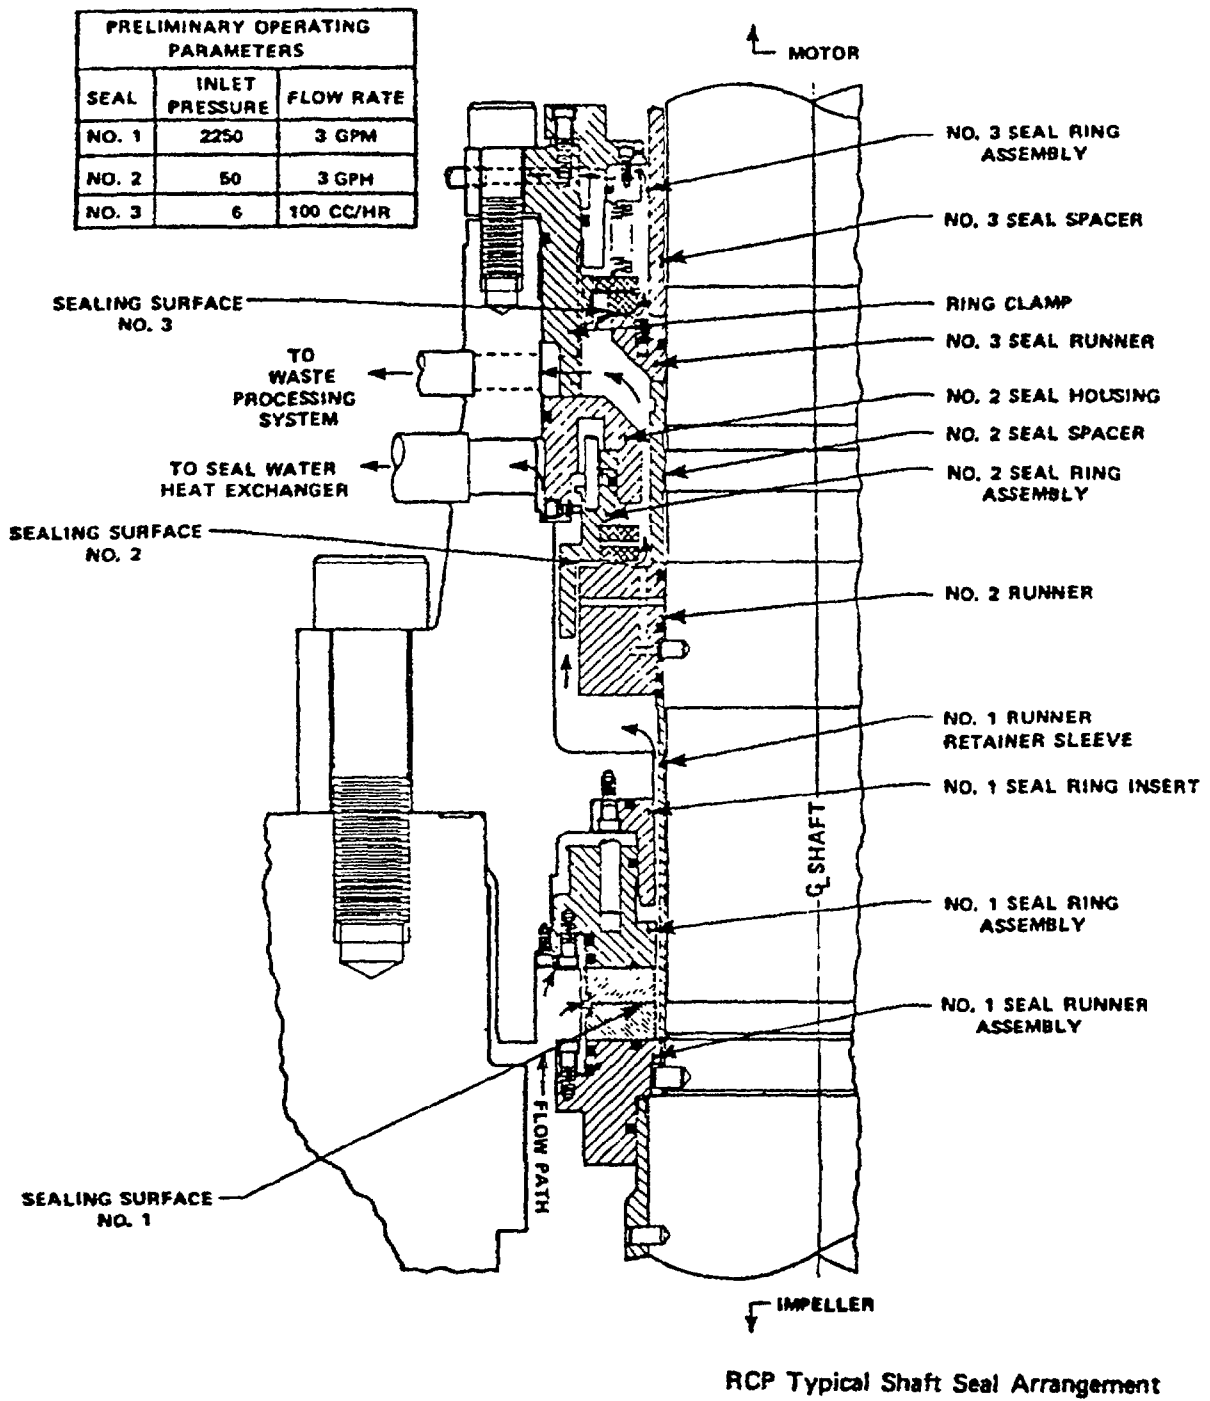 PRELIMINARY OPERATING
PARAMETERS
SEAL INLET PRESSURE FLOW RATE
NO. 1 2250 3 GPM
NO. 2 50 3 GPH
NO. 3 6 100 CC/HR
MOTOR
NO. 3 SEAL RING
ASSEMBLY
NO. 3 SEAL SPACER
SEALING SURFACE
NO. 3
RING CLAMP
NO. 3 SEAL RUNNER
TO
WASTE
PROCESSING
SYSTEM
NO. 2 SEAL HOUSING
NO. 2 SEAL SPACER
TO SEAL WATER
HEAT EXCHANGER
NO. 2 SEAL RING
ASSEMBLY
SEALING SURFACE
NO. 2
NO. 2 RUNNER
NO. 1 RUNNER
RETAINER SLEEVE
NO. 1 SEAL RING INSERT
CL SHAFT
NO. 1 SEAL RING
ASSEMBLY
NO. 1 SEAL RUNNER
ASSEMBLY
FLOW PATH
SEALING SURFACE
NO. 1
IMPELLER
RCP Typical Shaft Seal Arrangement